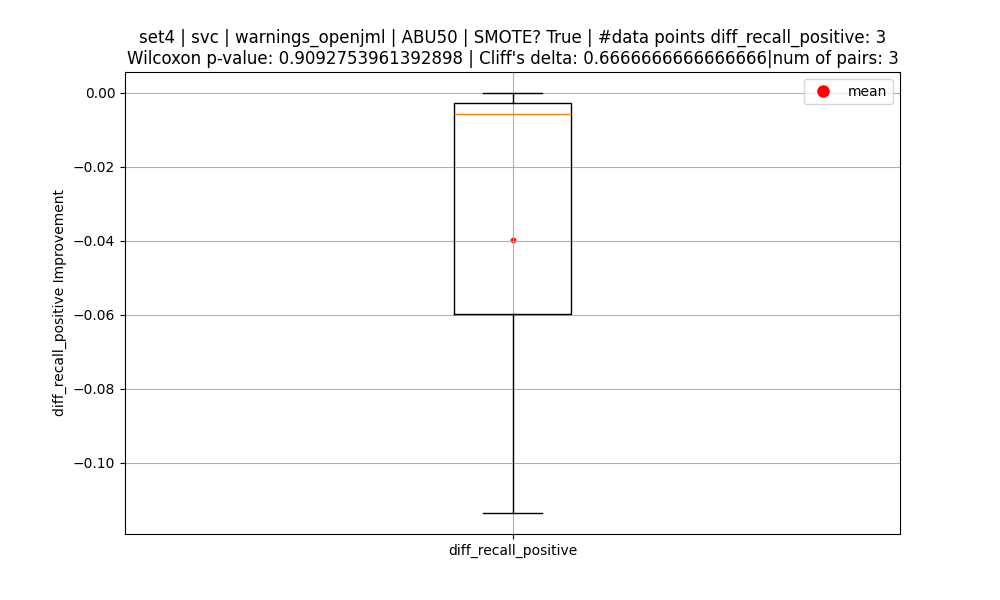 set4 | svc | warnings_openjml | ABU50 | SMOTE? True | #data points diff_recall_positive: 3
Wilcoxon p-value: 0.9092753961392898 | Cliff's delta: 0.6666666666666666|num of pairs: 3
mean
0.00
−0.02
−0.04
−0.06
−0.08
−0.10
diff_recall_positive Improvement
diff_recall_positive